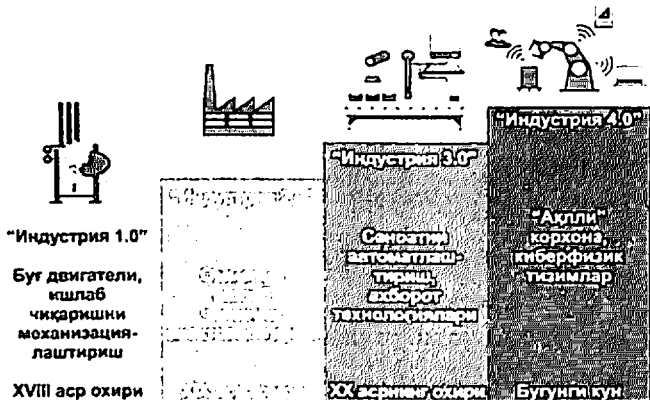 "Индустрия 1.0"
Буғ двигатели,
ишлаб
чиқаришни
механизация-
лаштириш
XVIII аср охири
"Индустрия 3.0"
Саноатни
автоматлаш-
тириш,
ахборот
технологиялари
XX асрнинг охири
"Индустрия 4.0"
"Ақлли"
корхона,
киберфизик
тизимлар
Бугунги кун